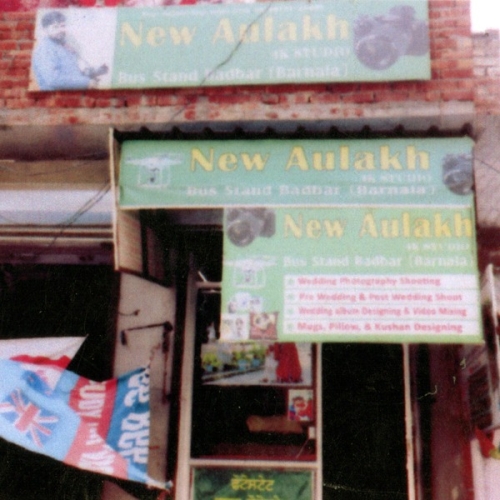 New Aulakh
4K STUDIO
Bus Stand Badbar (Barnala)
New Aulakh
4K STUDIO
Bus Stand Badbar (Barnala)
New Aulakh
4K STUDIO
Bus Stand Badbar (Barnala)
Wedding Photography Shooting
Pre Wedding & Post Wedding Shoot
Wedding album Designing & Video Mixing
Mugs, Pillow, & Kushan Designing